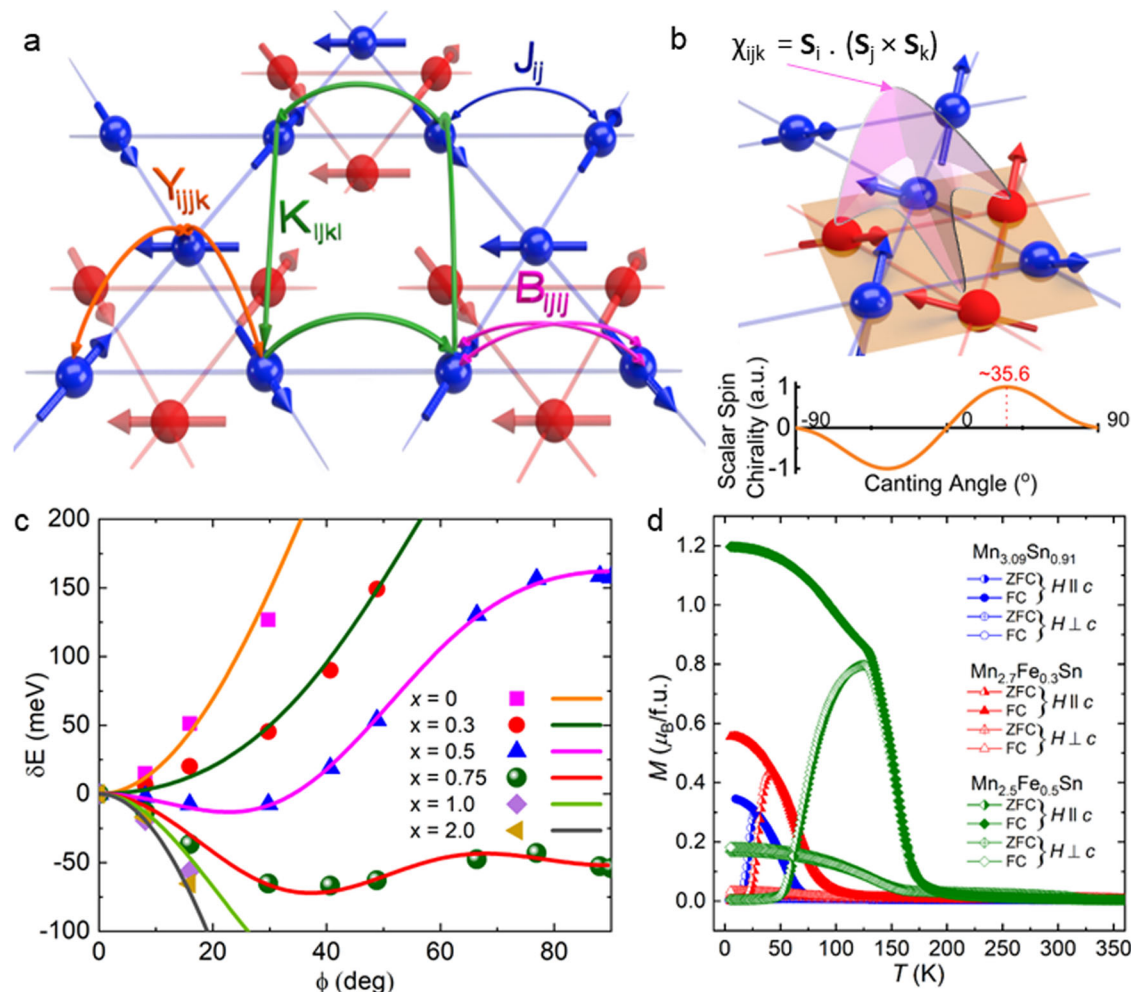 a
J_ij
Y_ijjk
K_ijkl
B_ijij
b
χ_ijk = S_i . (S_j × S_k)
~35.6
1
0
-1
-90
0
90
Scalar Spin
Chirality (a.u.)
Canting Angle (°)
c
200
150
100
50
0
-50
-100
δE (meV)
x = 0
x = 0.3
x = 0.5
x = 0.75
x = 1.0
x = 2.0
0 20 40 60 80
ϕ (deg)
d
1.2
1.0
0.8
0.6
0.4
0.2
0.0
M (μ_B/f.u.)
Mn_3.09Sn_0.91
ZFC
FC } H ∥ c
ZFC
FC } H ⊥ c
Mn_2.7Fe_0.3Sn
ZFC
FC } H ∥ c
ZFC
FC } H ⊥ c
Mn_2.5Fe_0.5Sn
ZFC
FC } H ∥ c
ZFC
FC } H ⊥ c
0 50 100 150 200 250 300 350
T (K)